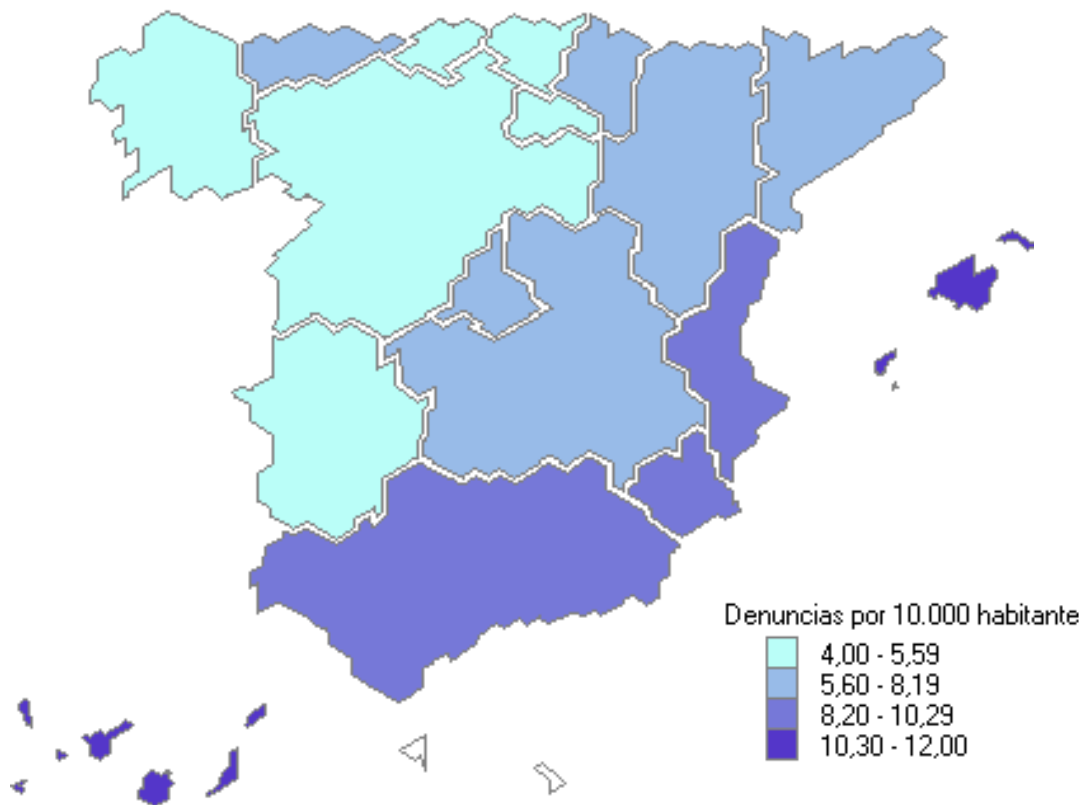 Denuncias por 10.000 habitante
4,00 - 5,59
5,60 - 8,19
8,20 - 10,29
10,30 - 12,00